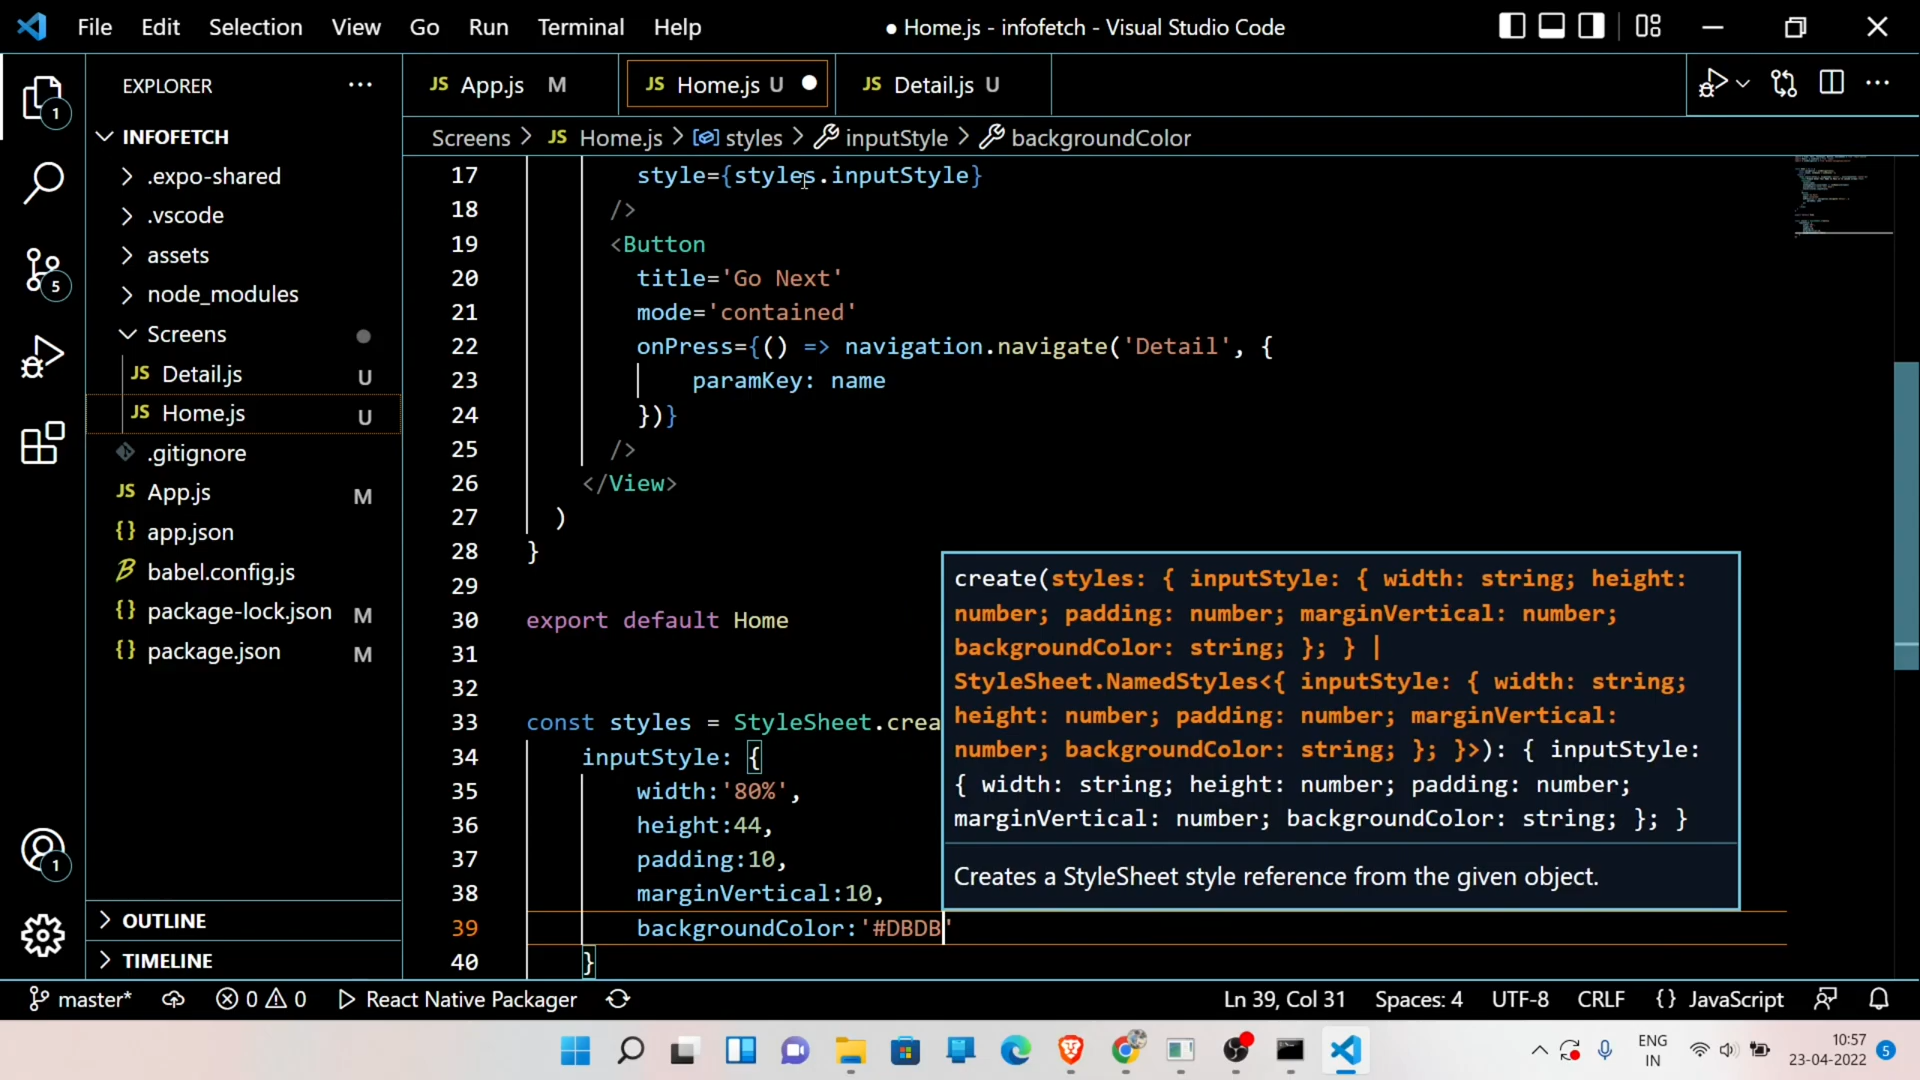 File Edit Selection View Go Run Terminal Help ● Home.js - infofetch - Visual Studio Code
EXPLORER
JS App.js M
JS Home.js U
JS Detail.js U
Screens > JS Home.js > styles > inputStyle > backgroundColor
1
5
1
INFOFETCH
.expo-shared
.vscode
assets
node_modules
Screens
JS Detail.js U
JS Home.js U
.gitignore
JS App.js M
{} app.json
babel.config.js
{} package-lock.json M
{} package.json M
OUTLINE
TIMELINE
17 style={styles.inputStyle}
18 />
19 <Button
20 title='Go Next'
21 mode='contained'
22 onPress={() => navigation.navigate('Detail', {
23 paramKey: name
24 })}
25 />
26 </View>
27 )
28 }
29
30 export default Home
31
32
33 const styles = StyleSheet.crea
34 inputStyle: {
35 width:'80%',
36 height:44,
37 padding:10,
38 marginVertical:10,
39 backgroundColor:'#DBDB'
40 }
create(styles: { inputStyle: { width: string; height:
number; padding: number; marginVertical: number;
backgroundColor: string; }; } |
StyleSheet.NamedStyles<{ inputStyle: { width: string;
height: number; padding: number; marginVertical:
number; backgroundColor: string; }; }>): { inputStyle:
{ width: string; height: number; padding: number;
marginVertical: number; backgroundColor: string; }; }
Creates a StyleSheet style reference from the given object.
master* 0 0 React Native Packager Ln 39, Col 31 Spaces: 4 UTF-8 CRLF {} JavaScript
ENG
IN
10:57
23-04-2022
5